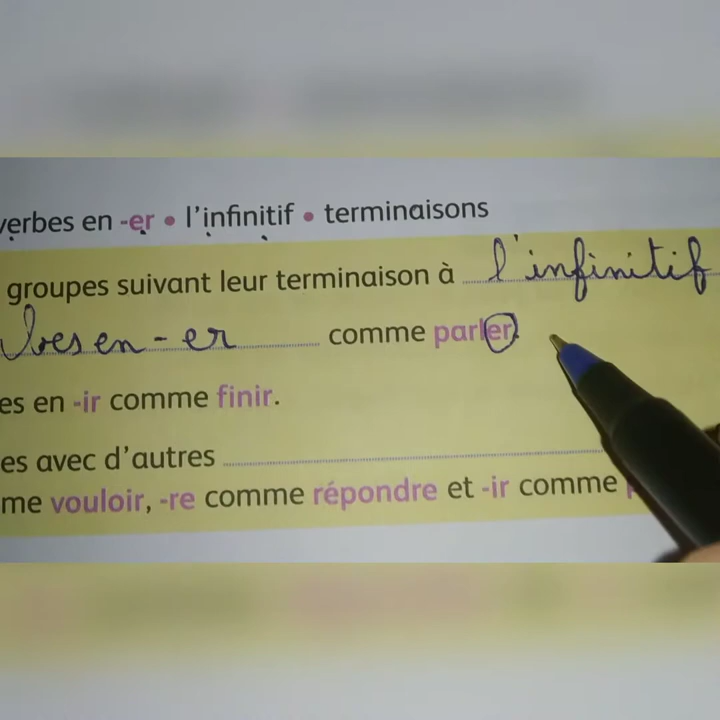 verbes en -er • l'infinitif • terminaisons
groupes suivant leur terminaison à l'infinitif
bes en - er comme parler.
es en -ir comme finir.
es avec d'autres
me vouloir, -re comme répondre et -ir comme